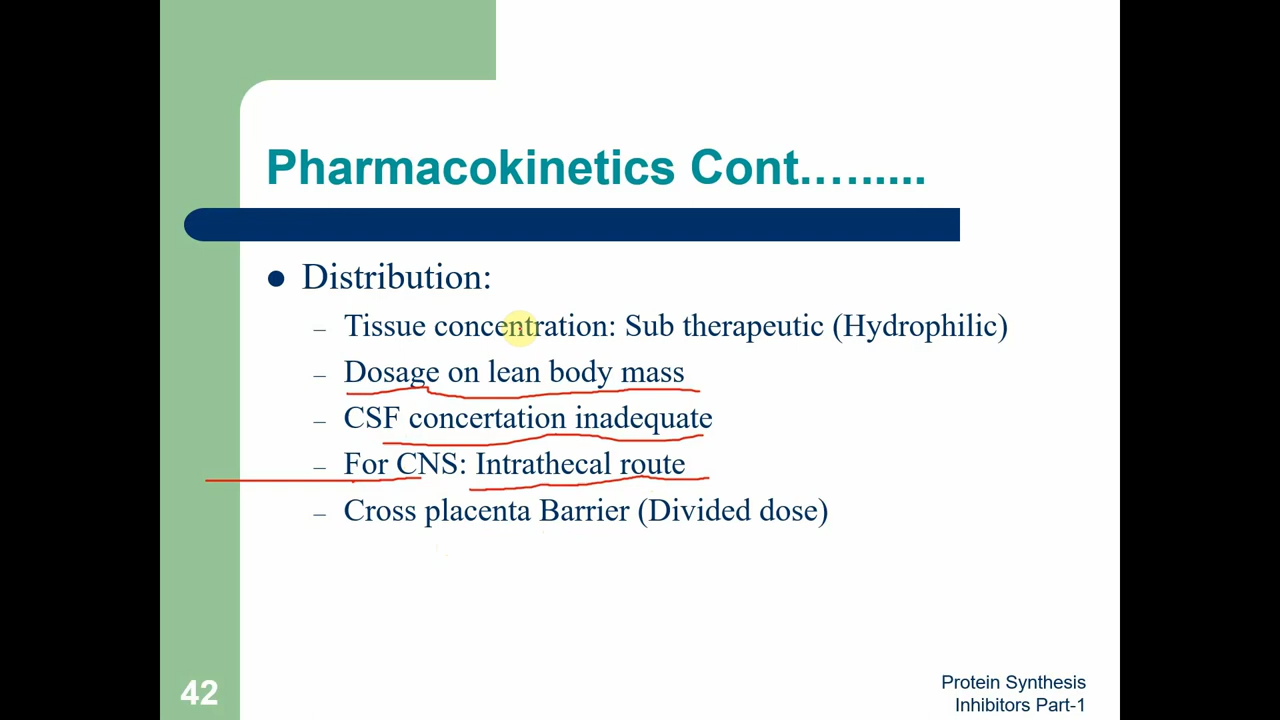 Pharmacokinetics Cont.…......
Distribution:
– Tissue concentration: Sub therapeutic (Hydrophilic)
– Dosage on lean body mass
– CSF concertation inadequate
– For CNS: Intrathecal route
– Cross placenta Barrier (Divided dose)
42
Protein Synthesis
Inhibitors Part-1